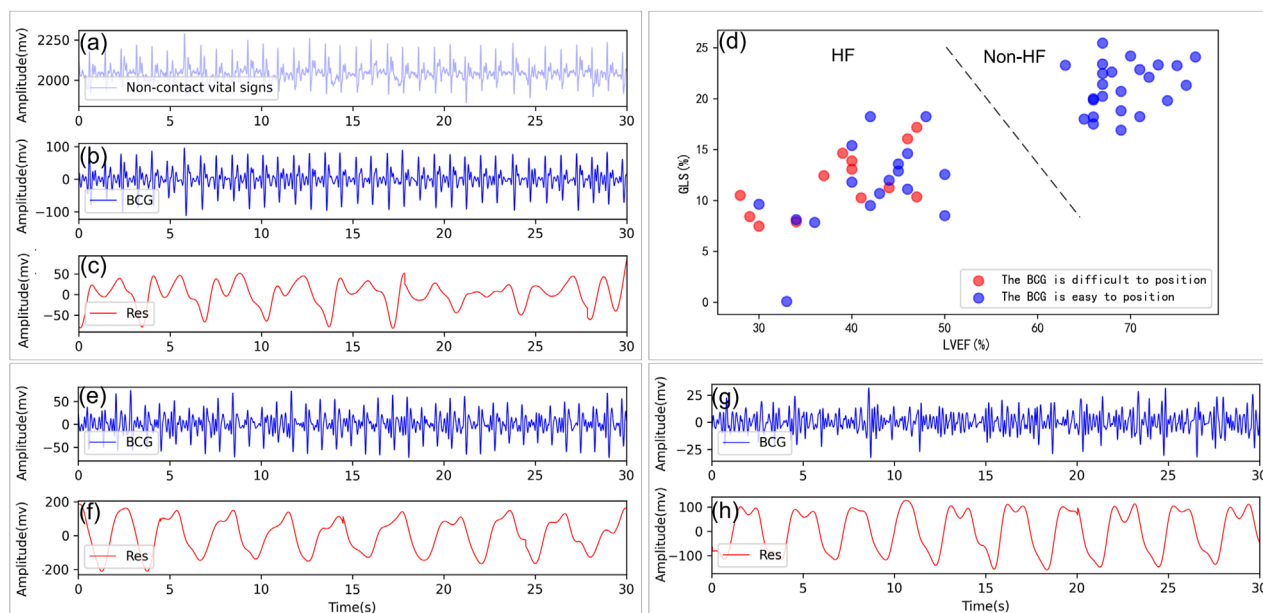 (a)
Amplitude(mv)
2250
2000
Non-contact vital signs
0 5 10 15 20 25 30
(b)
Amplitude(mv)
100
0
−100
BCG
0 5 10 15 20 25 30
(c)
Amplitude(mv)
50
0
−50
Res
0 5 10 15 20 25 30
(d)
HF
Non-HF
GLS(%)
25
20
15
10
5
0
The BCG is difficult to position
The BCG is easy to position
30 40 50 60 70
LVEF(%)
(e)
Amplitude(mv)
50
0
−50
BCG
0 5 10 15 20 25 30
(f)
Amplitude(mv)
200
0
−200
Res
0 5 10 15 20 25 30
Time(s)
(g)
Amplitude(mv)
25
0
−25
BCG
0 5 10 15 20 25 30
(h)
Amplitude(mv)
100
0
−100
Res
0 5 10 15 20 25 30
Time(s)